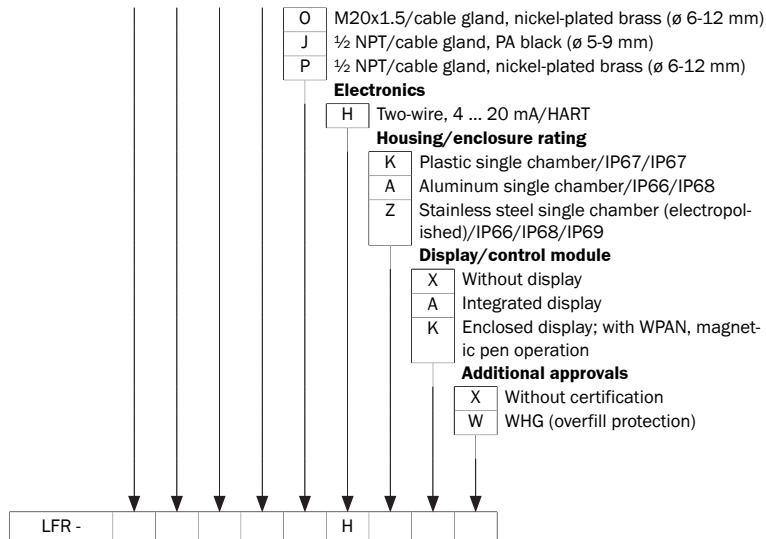 O M20x1.5/cable gland, nickel-plated brass (ø 6-12 mm)
J ½ NPT/cable gland, PA black (ø 5-9 mm)
P ½ NPT/cable gland, nickel-plated brass (ø 6-12 mm)
Electronics
H Two-wire, 4 ... 20 mA/HART
Housing/enclosure rating
K Plastic single chamber/IP67/IP67
A Aluminum single chamber/IP66/IP68
Z Stainless steel single chamber (electropol-
ished)/IP66/IP68/IP69
Display/control module
X Without display
A Integrated display
K Enclosed display; with WPAN, magnet-
ic pen operation
Additional approvals
X Without certification
W WHG (overfill protection)
LFR - H